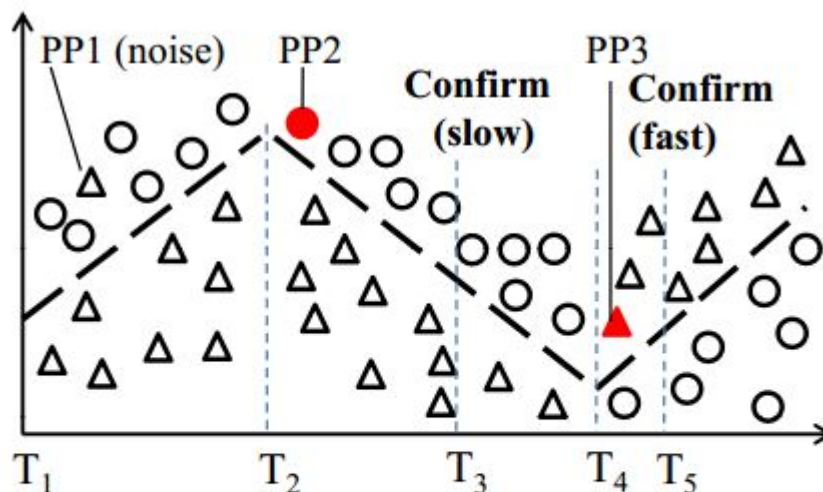 PP1 (noise) PP2 PP3
Confirm (slow)
Confirm (fast)
T1 T2 T3 T4 T5